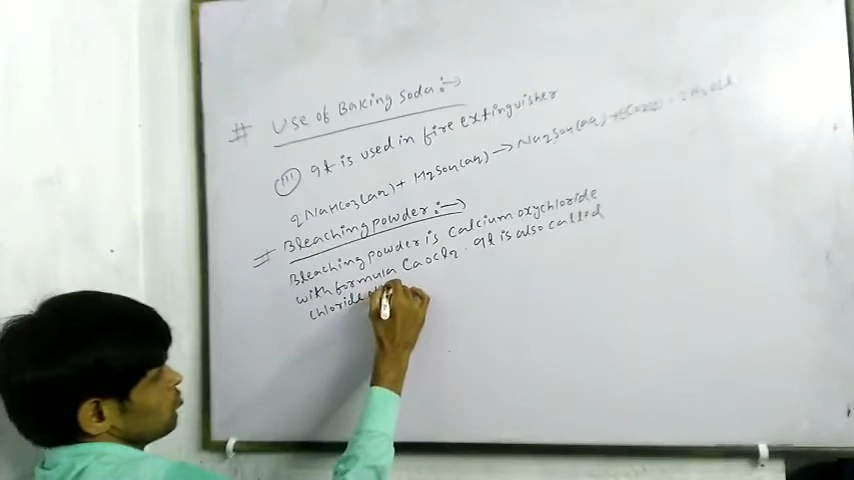 # Use of Baking Soda :→
(III) It is used in fire extinguisher
2NaHCO3(aq) + H2SO4(aq) → Na2SO4(aq) +
# Bleaching powder :→
Bleaching powder is Calcium oxychloride
with formula CaOCl2. It is also called
Chloride